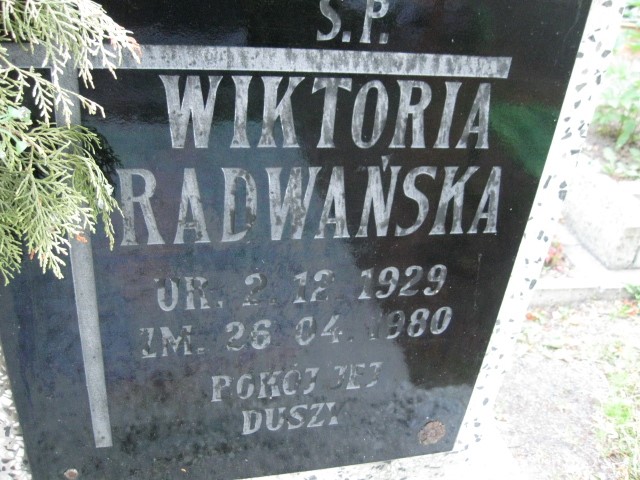 Ś.P.
WIKTORIA
RADWAŃSKA
UR. 2. 12. 1929
ZM. 26 04. 1980
POKÓJ JEJ
DUSZY